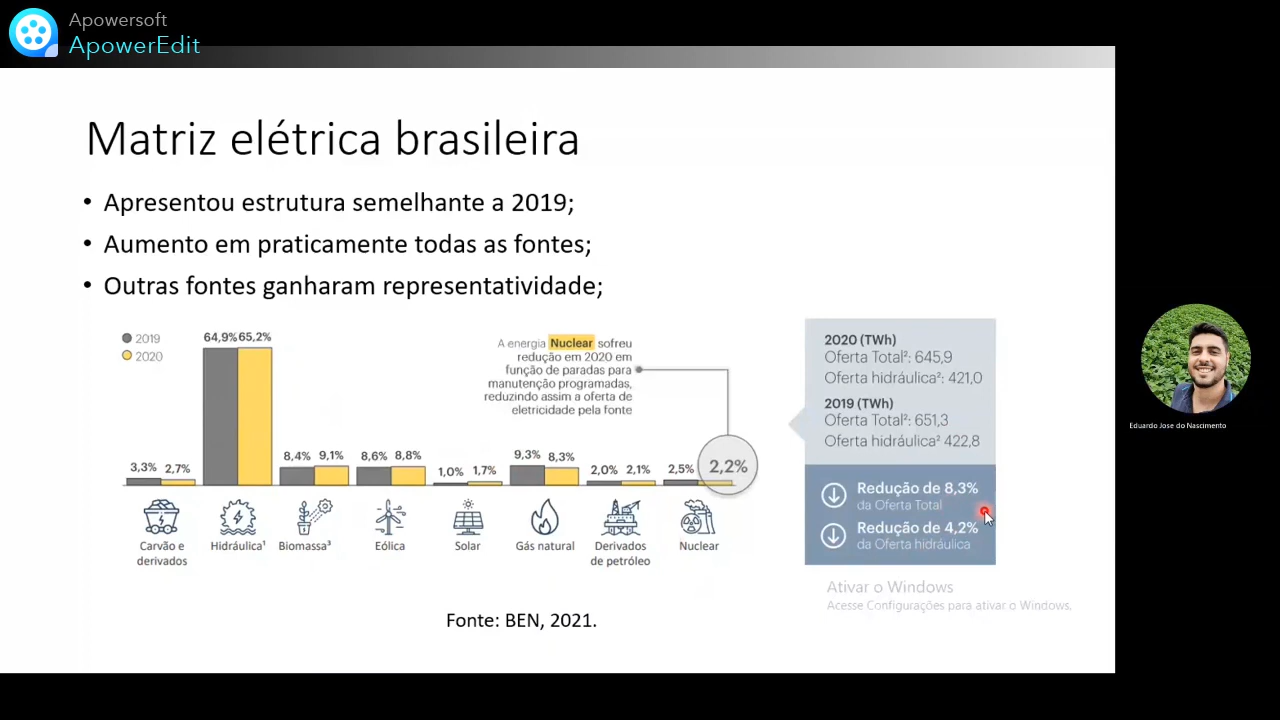 Apowersoft
ApowerEdit
Matriz elétrica brasileira
• Apresentou estrutura semelhante a 2019;
• Aumento em praticamente todas as fontes;
• Outras fontes ganharam representatividade;
2019
2020
64,9% 65,2%
A energia Nuclear sofreu
redução em 2020 em
função de paradas para
manutenção programadas,
reduzindo assim a oferta de
eletricidade pela fonte
3,3% 2,7%
8,4% 9,1%
8,6% 8,8%
1,0% 1,7%
9,3% 8,3%
2,0% 2,1%
2,5% 2,2%
Carvão e
derivados
Hidráulica¹
Biomassa³
Eólica
Solar
Gás natural
Derivados
de petróleo
Nuclear
2020 (TWh)
Oferta Total²: 645,9
Oferta hidráulica²: 421,0
2019 (TWh)
Oferta Total²: 651,3
Oferta hidráulica² 422,8
Redução de 8,3%
da Oferta Total
Redução de 4,2%
da Oferta hidráulica
Ativar o Windows
Acesse Configurações para ativar o Windows.
Fonte: BEN, 2021.
Eduardo Jose do Nascimento